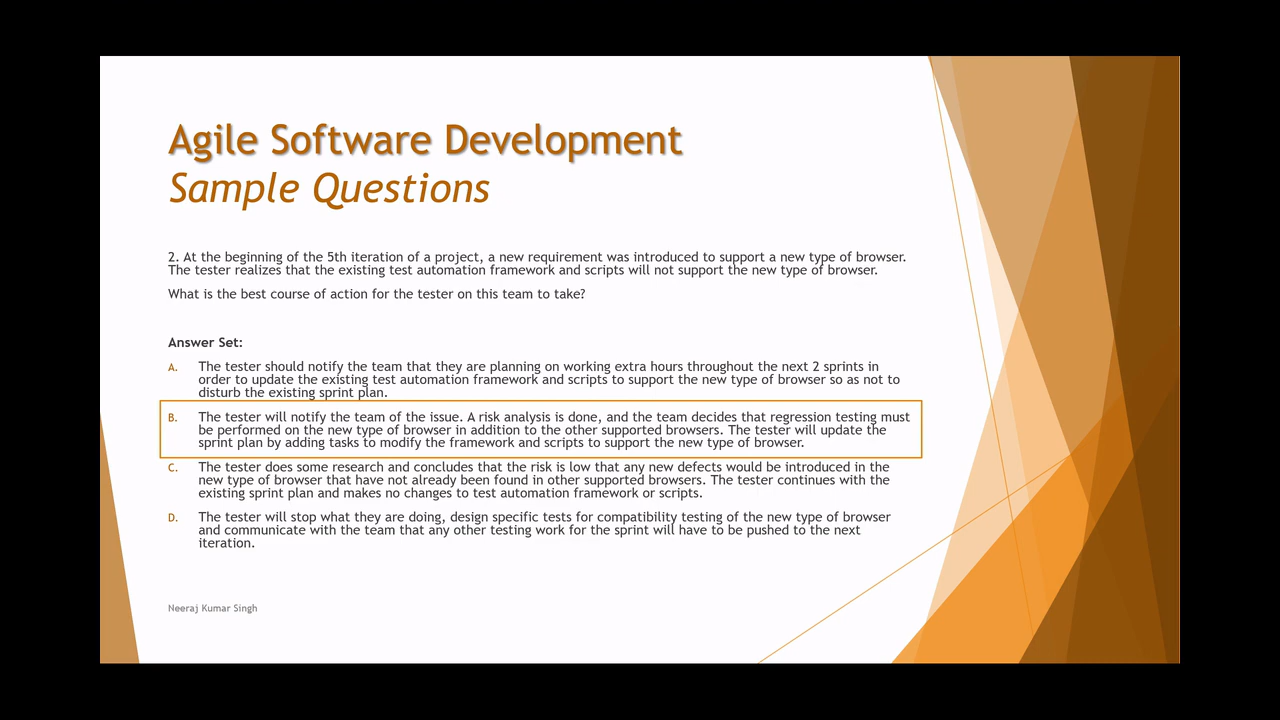 Agile Software Development
Sample Questions
2. At the beginning of the 5th iteration of a project, a new requirement was introduced to support a new type of browser.
The tester realizes that the existing test automation framework and scripts will not support the new type of browser.
What is the best course of action for the tester on this team to take?
Answer Set:
A. The tester should notify the team that they are planning on working extra hours throughout the next 2 sprints in
order to update the existing test automation framework and scripts to support the new type of browser so as not to
disturb the existing sprint plan.
B. The tester will notify the team of the issue. A risk analysis is done, and the team decides that regression testing must
be performed on the new type of browser in addition to the other supported browsers. The tester will update the
sprint plan by adding tasks to modify the framework and scripts to support the new type of browser.
C. The tester does some research and concludes that the risk is low that any new defects would be introduced in the
new type of browser that have not already been found in other supported browsers. The tester continues with the
existing sprint plan and makes no changes to test automation framework or scripts.
D. The tester will stop what they are doing, design specific tests for compatibility testing of the new type of browser
and communicate with the team that any other testing work for the sprint will have to be pushed to the next
iteration.
Neeraj Kumar Singh